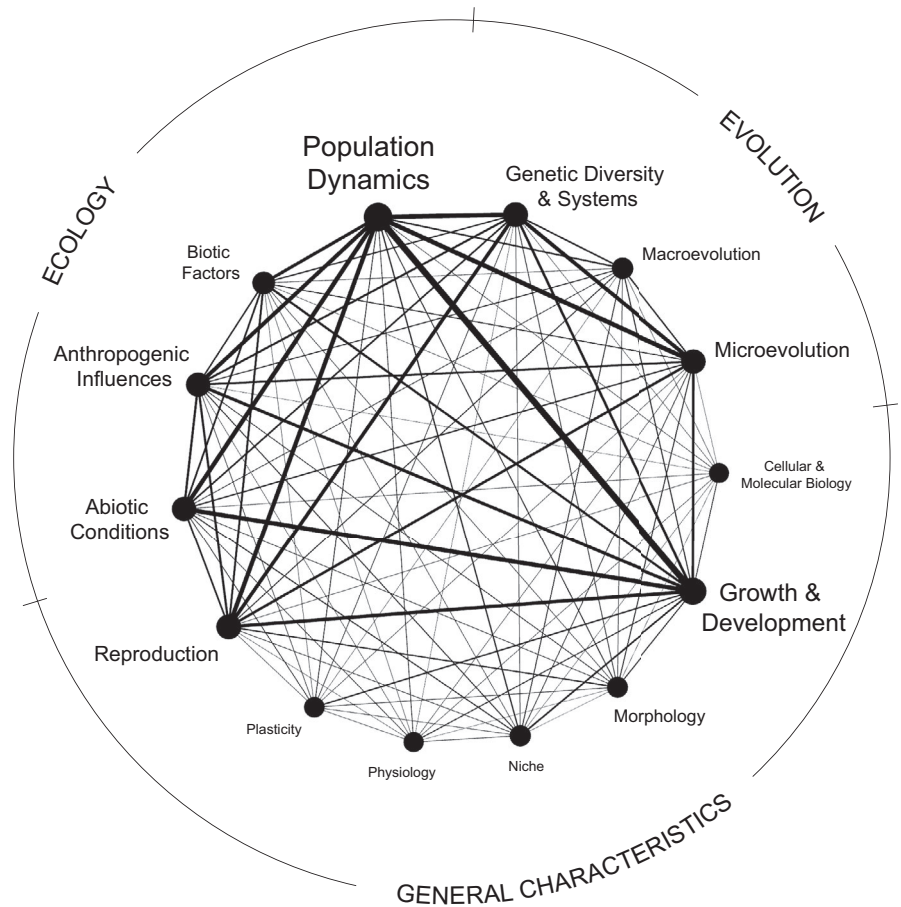 EVOLUTION
ECOLOGY
Population
Dynamics
Genetic Diversity
& Systems
Biotic
Factors
Macroevolution
Anthropogenic
Influences
Microevolution
Cellular &
Molecular Biology
Abiotic
Conditions
Growth &
Development
Reproduction
Plasticity
Morphology
Physiology
Niche
GENERAL CHARACTERISTICS